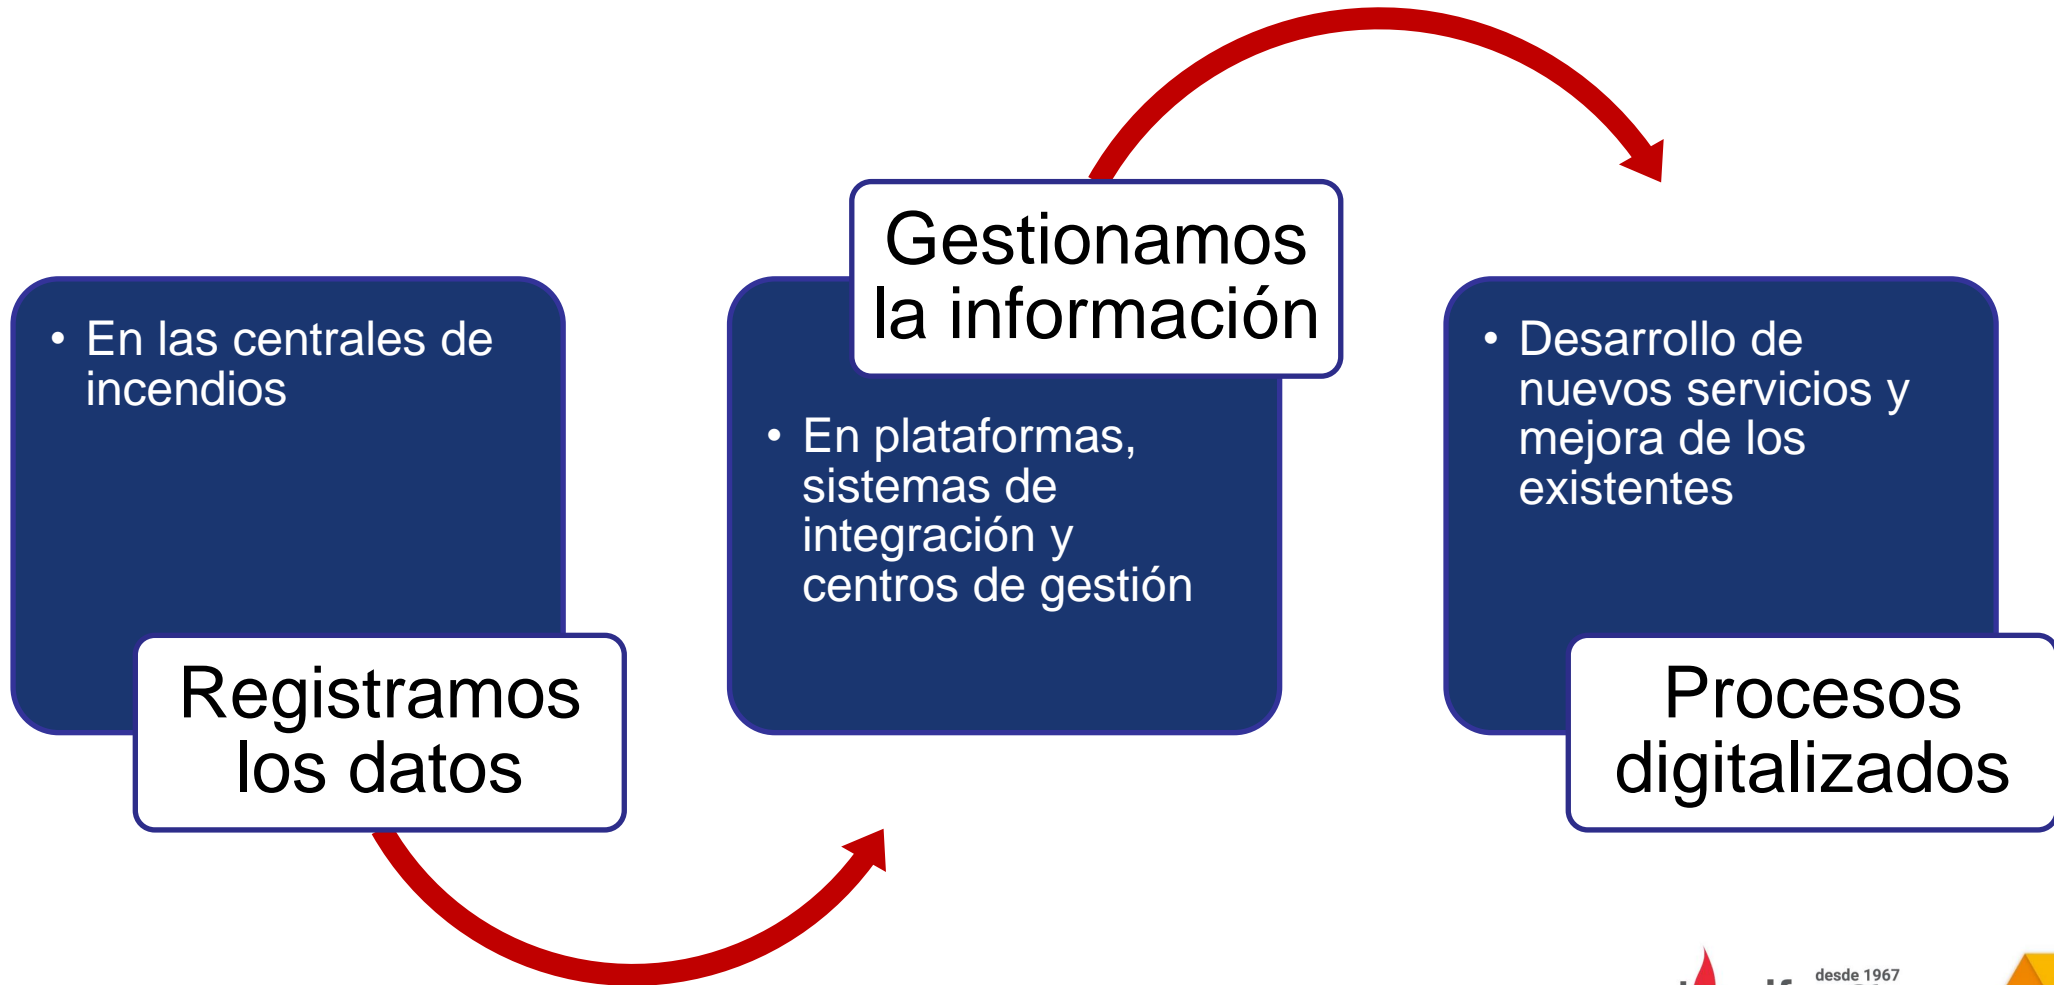 • En las centrales de
incendios
Registramos
los datos
Gestionamos
la información
• En plataformas,
sistemas de
integración y
centros de gestión
• Desarrollo de
nuevos servicios y
mejora de los
existentes
Procesos
digitalizados
desde 1967